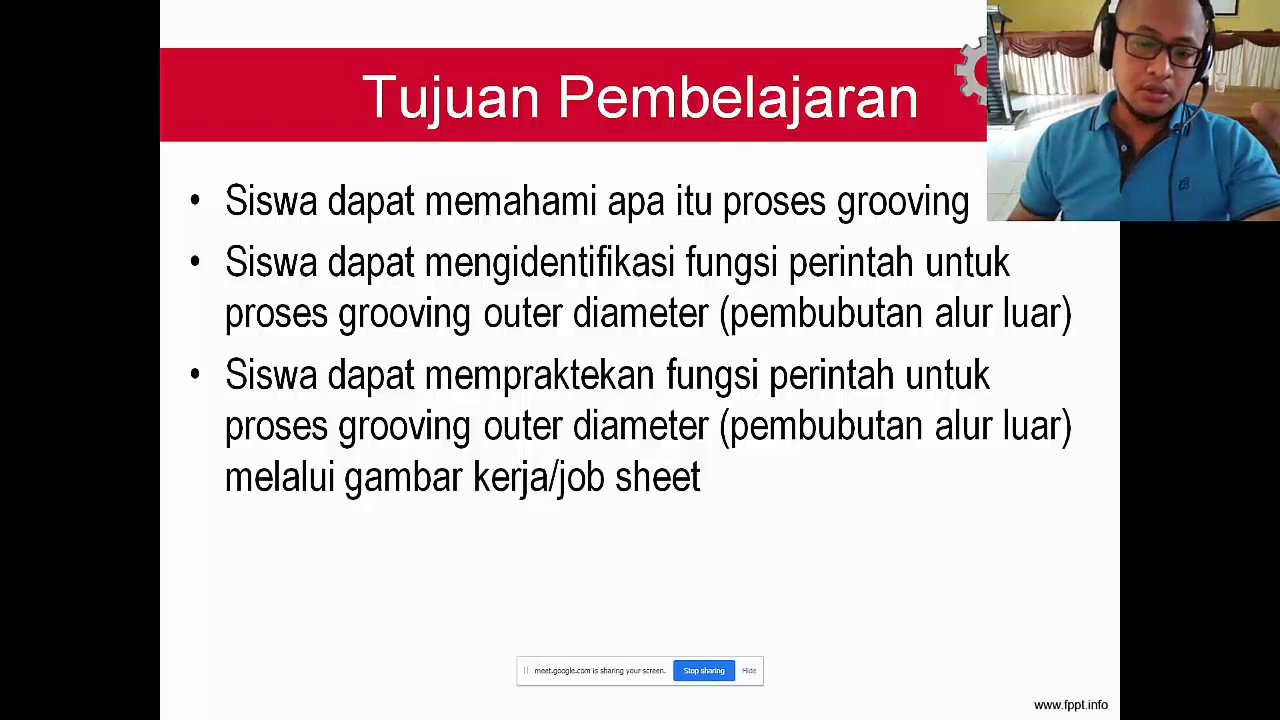 Tujuan Pembelajaran
• Siswa dapat memahami apa itu proses grooving
• Siswa dapat mengidentifikasi fungsi perintah untuk
proses grooving outer diameter (pembubutan alur luar)
• Siswa dapat mempraktekan fungsi perintah untuk
proses grooving outer diameter (pembubutan alur luar)
melalui gambar kerja/job sheet
meet.google.com is sharing your screen. Stop sharing Hide
www.fppt.info